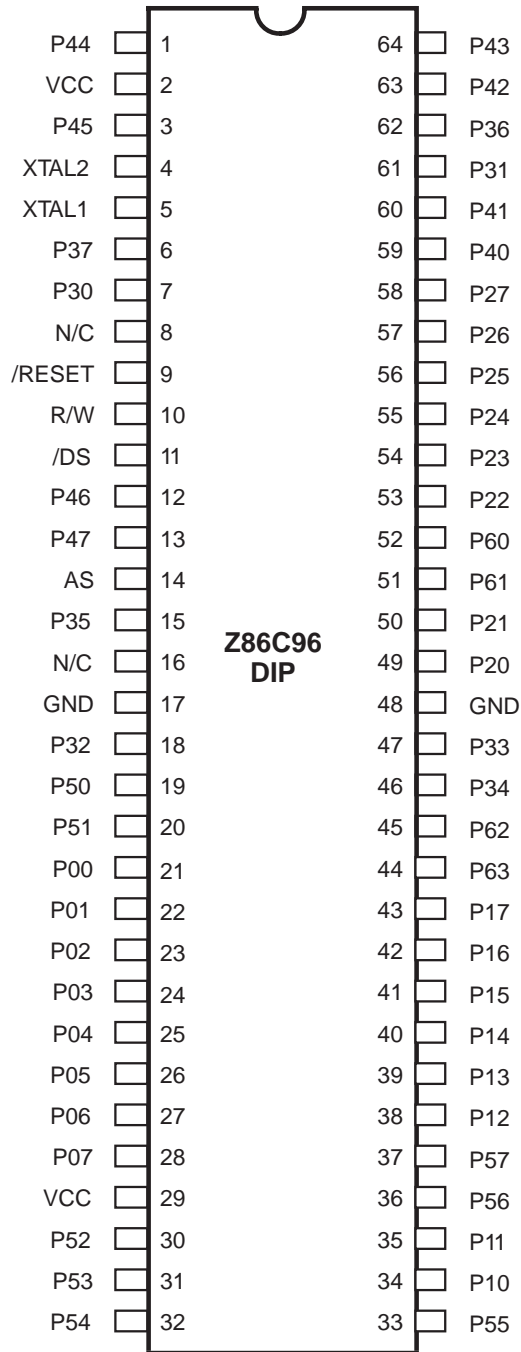 P44 1 64 P43
VCC 2 63 P42
P45 3 62 P36
XTAL2 4 61 P31
XTAL1 5 60 P41
P37 6 59 P40
P30 7 58 P27
N/C 8 57 P26
/RESET 9 56 P25
R/W 10 55 P24
/DS 11 54 P23
P46 12 53 P22
P47 13 52 P60
AS 14 51 P61
P35 15 50 P21
Z86C96
N/C 16 49 P20
DIP
GND 17 48 GND
P32 18 47 P33
P50 19 46 P34
P51 20 45 P62
P00 21 44 P63
P01 22 43 P17
P02 23 42 P16
P03 24 41 P15
P04 25 40 P14
P05 26 39 P13
P06 27 38 P12
P07 28 37 P57
VCC 29 36 P56
P52 30 35 P11
P53 31 34 P10
P54 32 33 P55